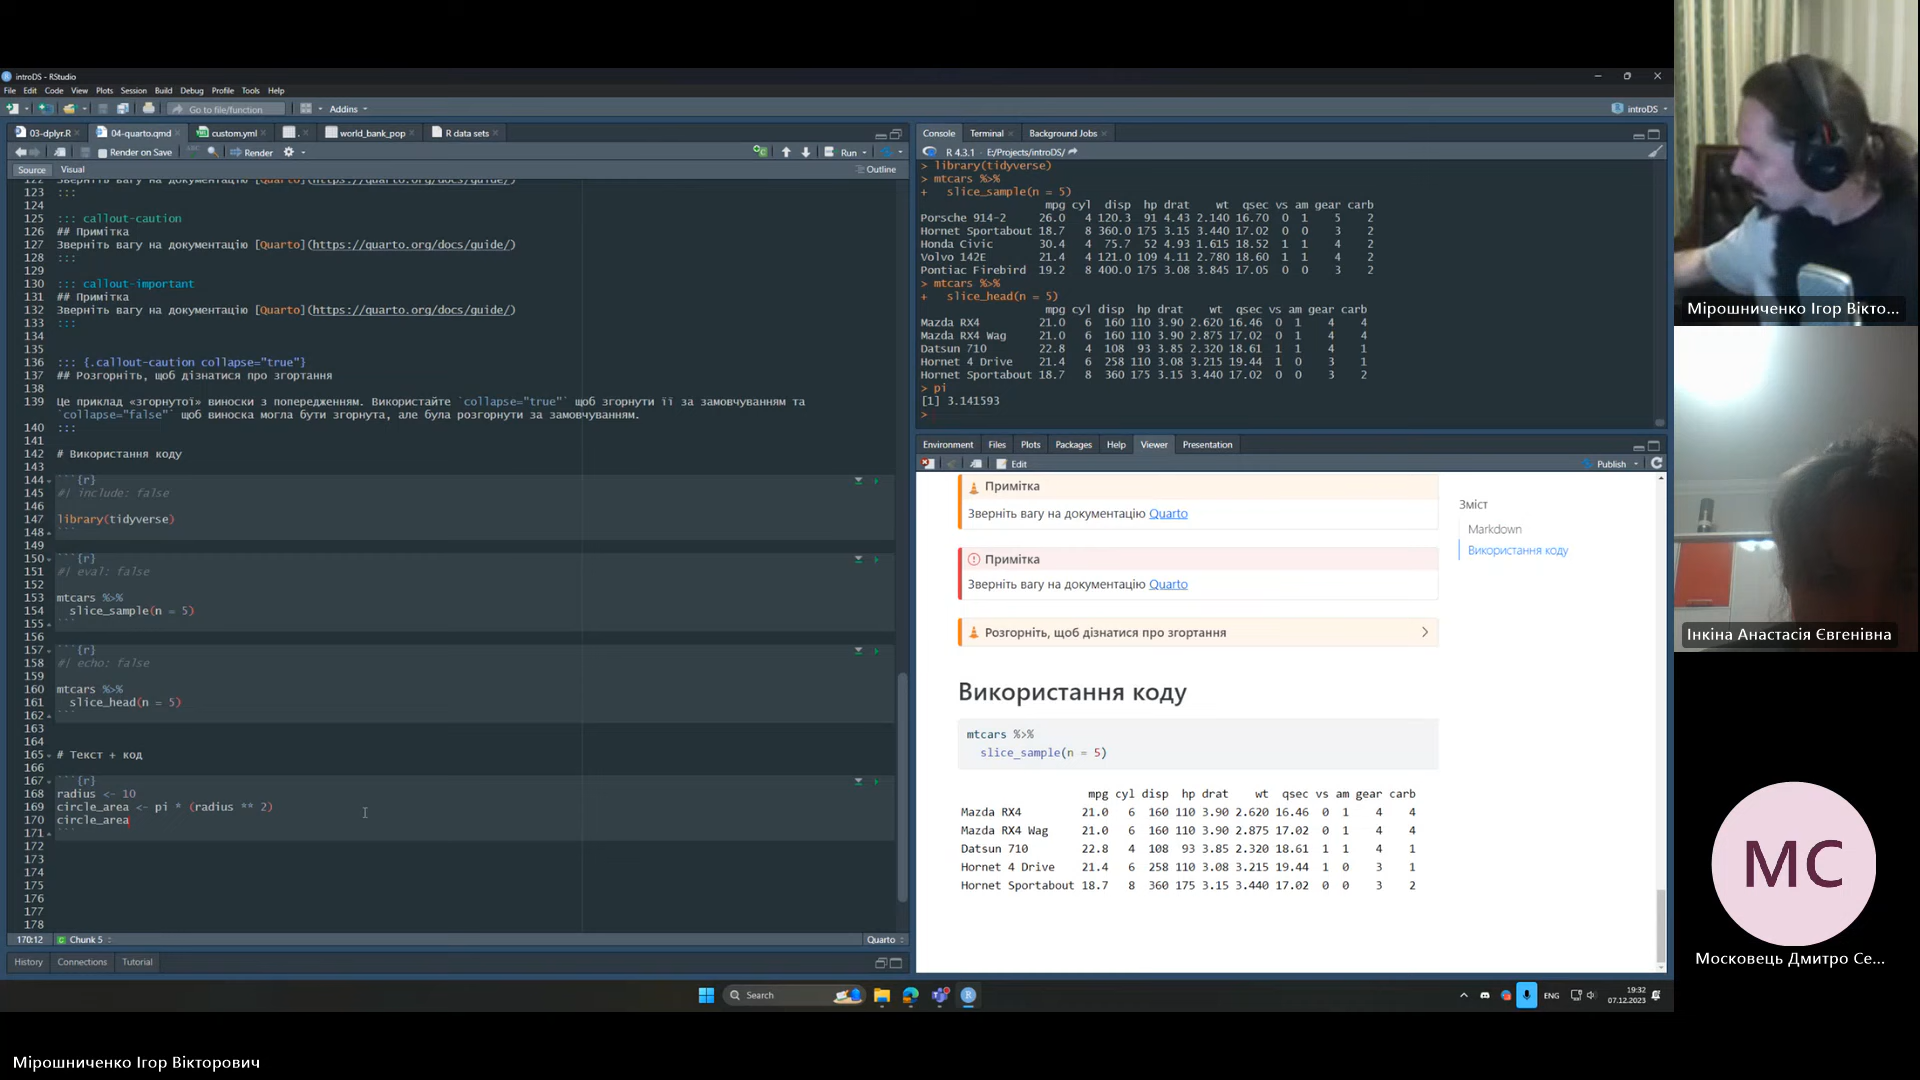 introDS - RStudio
File Edit Code View Plots Session Build Debug Profile Tools Help
Go to file/function Addins
introDS
03-dplyr.R 04-quarto.qmd custom.yml . world_bank_pop R data sets
Render on Save Render Run
Source Visual Outline
122 Зверніть вагу на документацію [Quarto](https://quarto.org/docs/guide/)
123 :::
124
125 ::: callout-caution
126 ## Примітка
127 Зверніть вагу на документацію [Quarto](https://quarto.org/docs/guide/)
128 :::
129
130 ::: callout-important
131 ## Примітка
132 Зверніть вагу на документацію [Quarto](https://quarto.org/docs/guide/)
133 :::
134
135
136 ::: {.callout-caution collapse="true"}
137 ## Розгорніть, щоб дізнатися про згортання
138
139 Це приклад «згорнутої» виноски з попередженням. Використайте `collapse="true"` щоб згорнути її за замовчуванням та
`collapse="false"` щоб виноска могла бути згорнута, але була розгорнути за замовчуванням.
140 :::
141
142 # Використання коду
143
144 ```{r}
145 #| include: false
146
147 library(tidyverse)
148 ```
149
150 ```{r}
151 #| eval: false
152
153 mtcars %>%
154 slice_sample(n = 5)
155 ```
156
157 ```{r}
158 #| echo: false
159
160 mtcars %>%
161 slice_head(n = 5)
162 ```
163
164
165 # Текст + код
166
167 ```{r}
168 radius <- 10
169 circle_area <- pi * (radius ** 2)
170 circle_area
171 ```
172
173
174
175
176
177
178
170:12 Chunk 5 Quarto
History Connections Tutorial
Console Terminal Background Jobs
R 4.3.1 · E:/Projects/introDS/
> library(tidyverse)
> mtcars %>%
+ slice_sample(n = 5)
mpg cyl disp hp drat wt qsec vs am gear carb
Porsche 914-2 26.0 4 120.3 91 4.43 2.140 16.70 0 1 5 2
Hornet Sportabout 18.7 8 360.0 175 3.15 3.440 17.02 0 0 3 2
Honda Civic 30.4 4 75.7 52 4.93 1.615 18.52 1 1 4 2
Volvo 142E 21.4 4 121.0 109 4.11 2.780 18.60 1 1 4 2
Pontiac Firebird 19.2 8 400.0 175 3.08 3.845 17.05 0 0 3 2
> mtcars %>%
+ slice_head(n = 5)
mpg cyl disp hp drat wt qsec vs am gear carb
Mazda RX4 21.0 6 160 110 3.90 2.620 16.46 0 1 4 4
Mazda RX4 Wag 21.0 6 160 110 3.90 2.875 17.02 0 1 4 4
Datsun 710 22.8 4 108 93 3.85 2.320 18.61 1 1 4 1
Hornet 4 Drive 21.4 6 258 110 3.08 3.215 19.44 1 0 3 1
Hornet Sportabout 18.7 8 360 175 3.15 3.440 17.02 0 0 3 2
> pi
[1] 3.141593
>
Environment Files Plots Packages Help Viewer Presentation
Edit Publish
Примітка
Зверніть вагу на документацію Quarto
Примітка
Зверніть вагу на документацію Quarto
Розгорніть, щоб дізнатися про згортання
Використання коду
mtcars %>%
slice_sample(n = 5)
mpg cyl disp hp drat wt qsec vs am gear carb
Mazda RX4 21.0 6 160 110 3.90 2.620 16.46 0 1 4 4
Mazda RX4 Wag 21.0 6 160 110 3.90 2.875 17.02 0 1 4 4
Datsun 710 22.8 4 108 93 3.85 2.320 18.61 1 1 4 1
Hornet 4 Drive 21.4 6 258 110 3.08 3.215 19.44 1 0 3 1
Hornet Sportabout 18.7 8 360 175 3.15 3.440 17.02 0 0 3 2
Зміст
Markdown
Використання коду
Search
ENG
19:32
07.12.2023
Мірошниченко Ігор Вікто...
Інкіна Анастасія Євгенівна
МС
Московець Дмитро Се...
Мірошниченко Ігор Вікторович